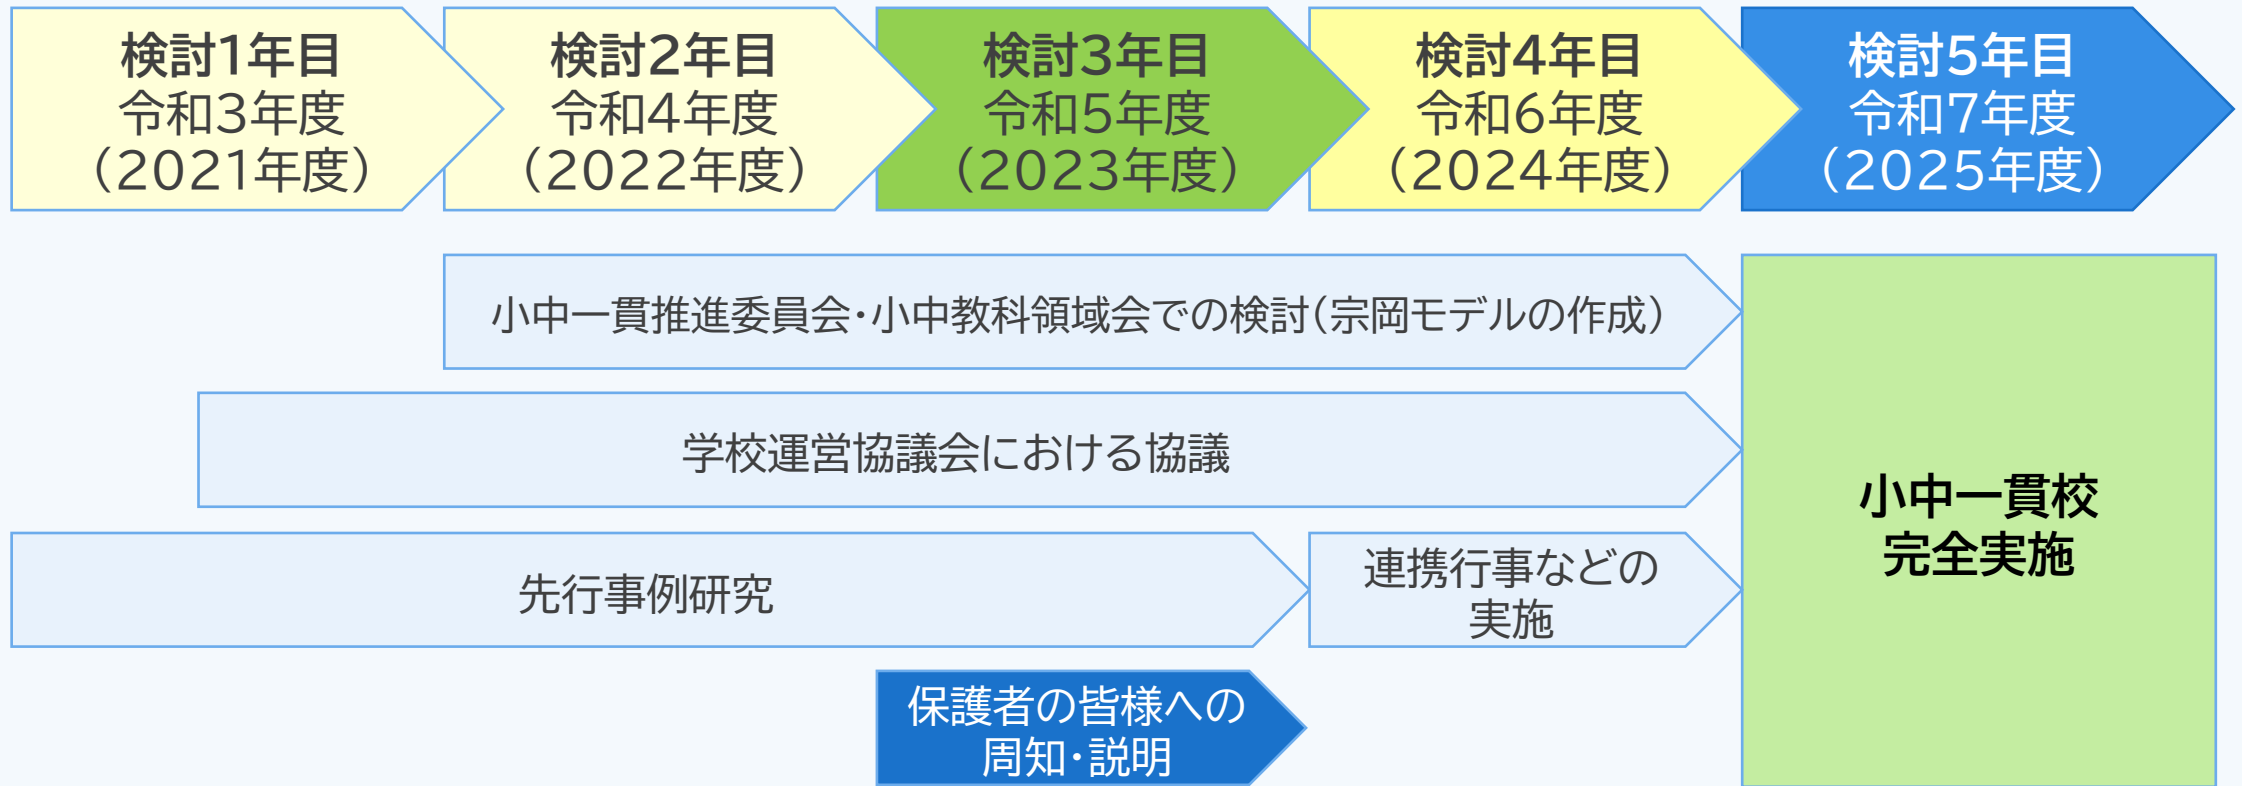 検討1年目
令和3年度
（2021年度）
検討2年目
令和4年度
（2022年度）
検討3年目
令和5年度
（2023年度）
検討4年目
令和6年度
（2024年度）
検討5年目
令和7年度
（2025年度）
小中一貫推進委員会・小中教科領域会での検討（宗岡モデルの作成）
学校運営協議会における協議
先行事例研究
連携行事などの
実施
保護者の皆様への
周知・説明
小中一貫校
完全実施